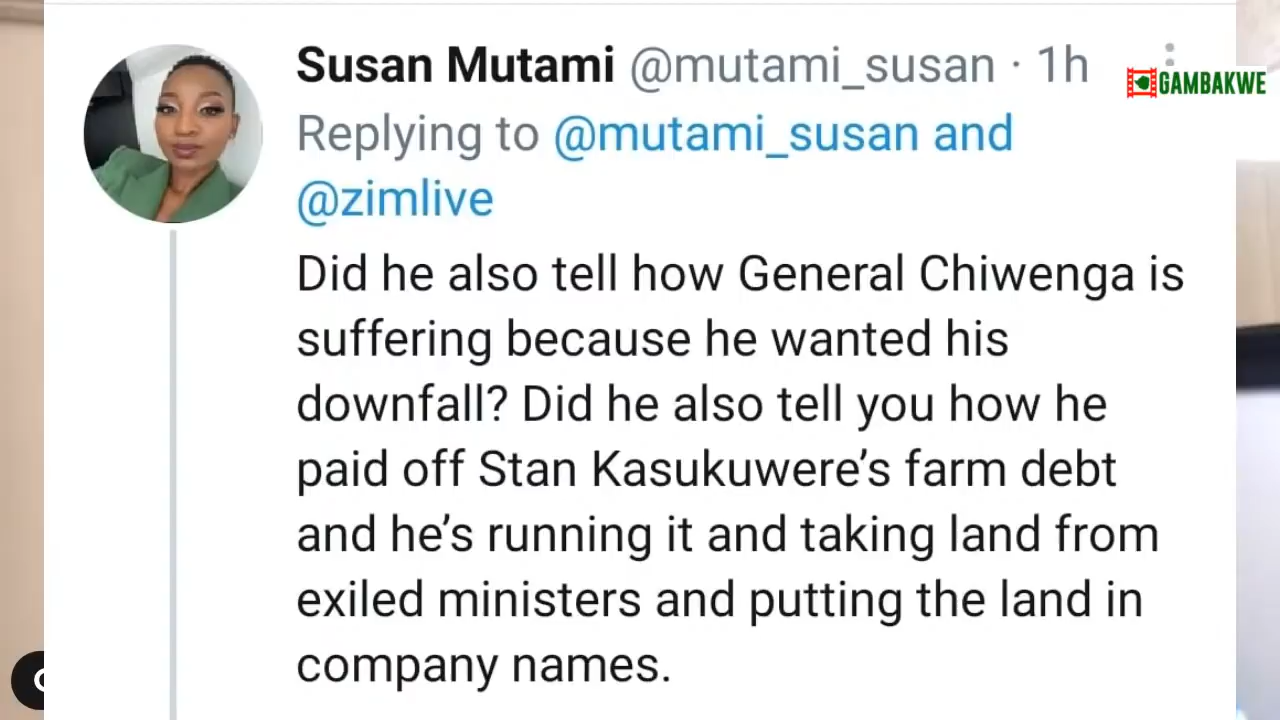 Susan Mutami @mutami_susan · 1h
GAMBAKWE
Replying to @mutami_susan and
@zimlive
Did he also tell how General Chiwenga is
suffering because he wanted his
downfall? Did he also tell you how he
paid off Stan Kasukuwere’s farm debt
and he’s running it and taking land from
exiled ministers and putting the land in
company names.